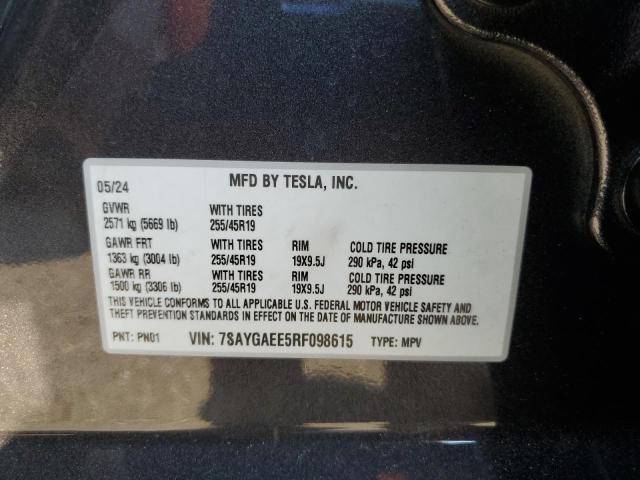 05/24 MFD BY TESLA, INC.
GVWR WITH TIRES
2571 kg (5669 lb) 255/45R19
GAWR FRT WITH TIRES RIM COLD TIRE PRESSURE
1363 kg (3004 lb) 255/45R19 19X9.5J 290 kPa, 42 psi
GAWR RR WITH TIRES RIM COLD TIRE PRESSURE
1500 kg (3306 lb) 255/45R19 19X9.5J 290 kPa, 42 psi
THIS VEHICLE CONFORMS TO ALL APPLICABLE U.S. FEDERAL MOTOR VEHICLE SAFETY AND
THEFT PREVENTION STANDARDS IN EFFECT ON THE DATE OF MANUFACTURE SHOWN ABOVE.
PNT: PN01 VIN: 7SAYGAEE5RF098615 TYPE: MPV